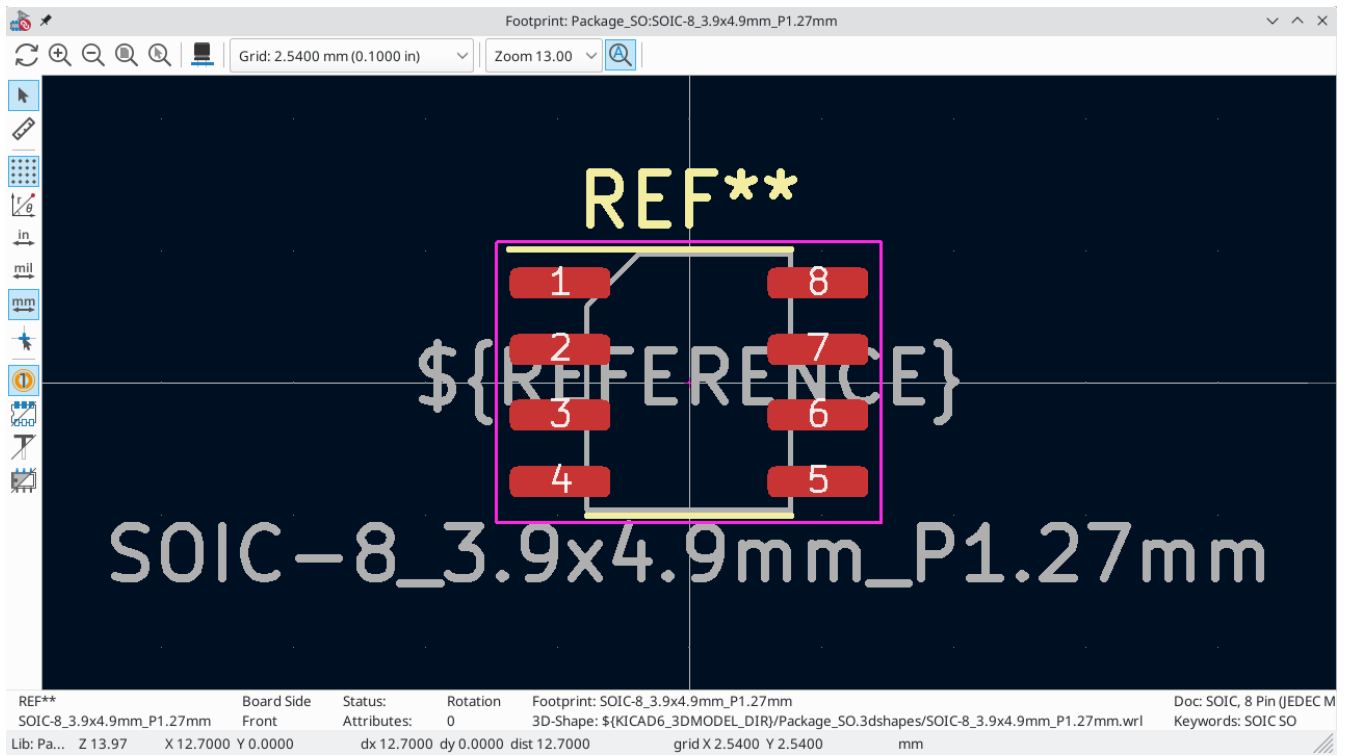 Footprint: Package_SO:SOIC-8_3.9x4.9mm_P1.27mm
Grid: 2.5400 mm (0.1000 in)
Zoom 13.00
in
mil
mm
REF**
1
8
2
7
${REFERENCE}
3
6
4
5
SOIC-8_3.9x4.9mm_P1.27mm
REF** Board Side Status: Rotation Footprint: SOIC-8_3.9x4.9mm_P1.27mm Doc: SOIC, 8 Pin (JEDEC M
SOIC-8_3.9x4.9mm_P1.27mm Front Attributes: 0 3D-Shape: ${KICAD6_3DMODEL_DIR}/Package_SO.3dshapes/SOIC-8_3.9x4.9mm_P1.27mm.wrl Keywords: SOIC SO
Lib: Pa... Z 13.97 X 12.7000 Y 0.0000 dx 12.7000 dy 0.0000 dist 12.7000 grid X 2.5400 Y 2.5400 mm